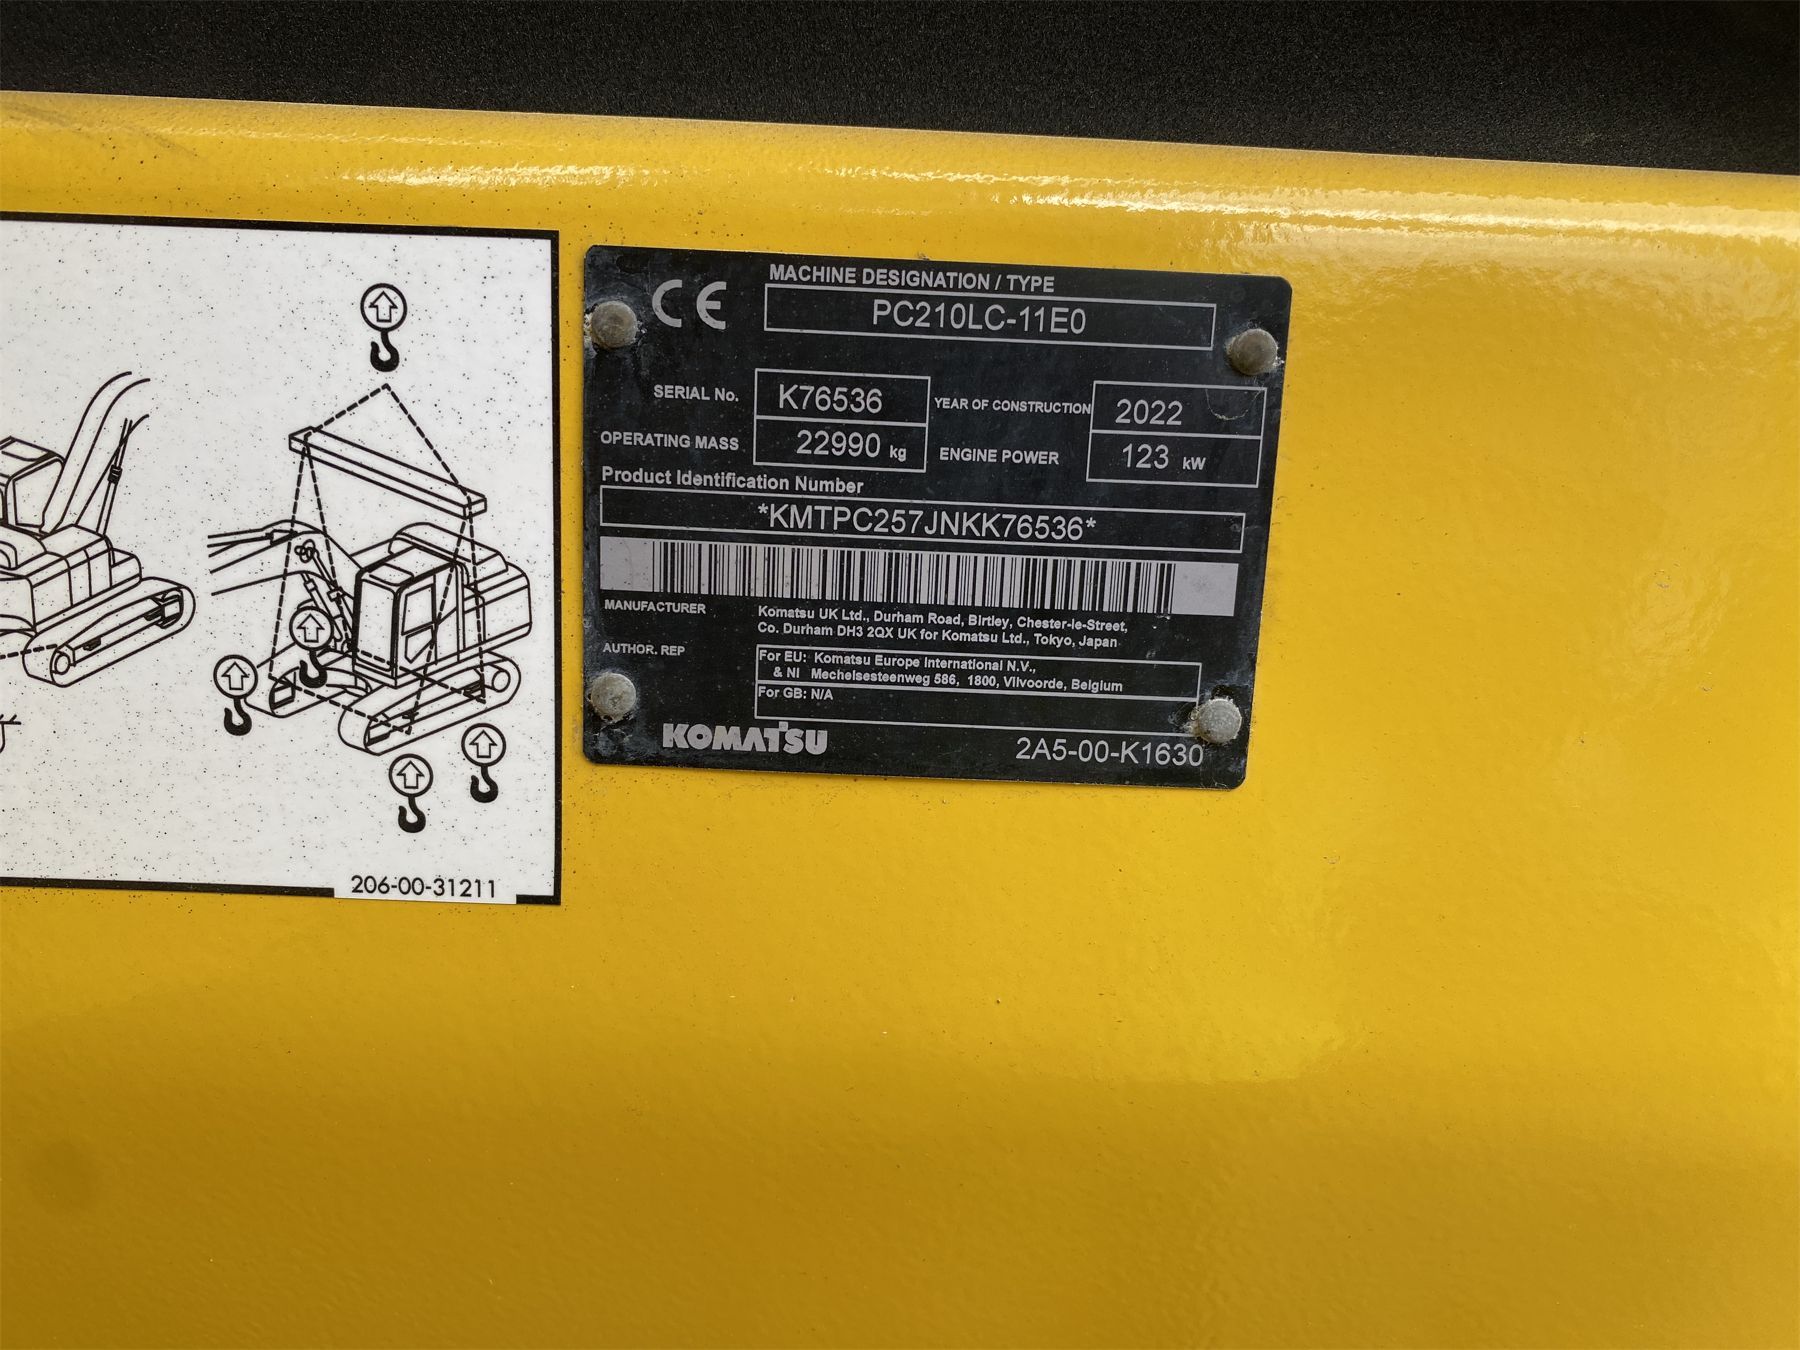 CE
MACHINE DESIGNATION / TYPE
PC210LC-11E0
SERIAL No. K76536 YEAR OF CONSTRUCTION 2022
OPERATING MASS 22990 kg ENGINE POWER 123 kW
Product Identification Number
*KMTPC257JNKK76536*
MANUFACTURER Komatsu UK Ltd., Durham Road, Birtley, Chester-le-Street,
Co. Durham DH3 2QX UK for Komatsu Ltd., Tokyo, Japan
AUTHOR. REP For EU: Komatsu Europe International N.V.,
& NI Mechelsesteenweg 586, 1800, Vilvoorde, Belgium
For GB: N/A
KOMATSU 2A5-00-K1630
206-00-31211